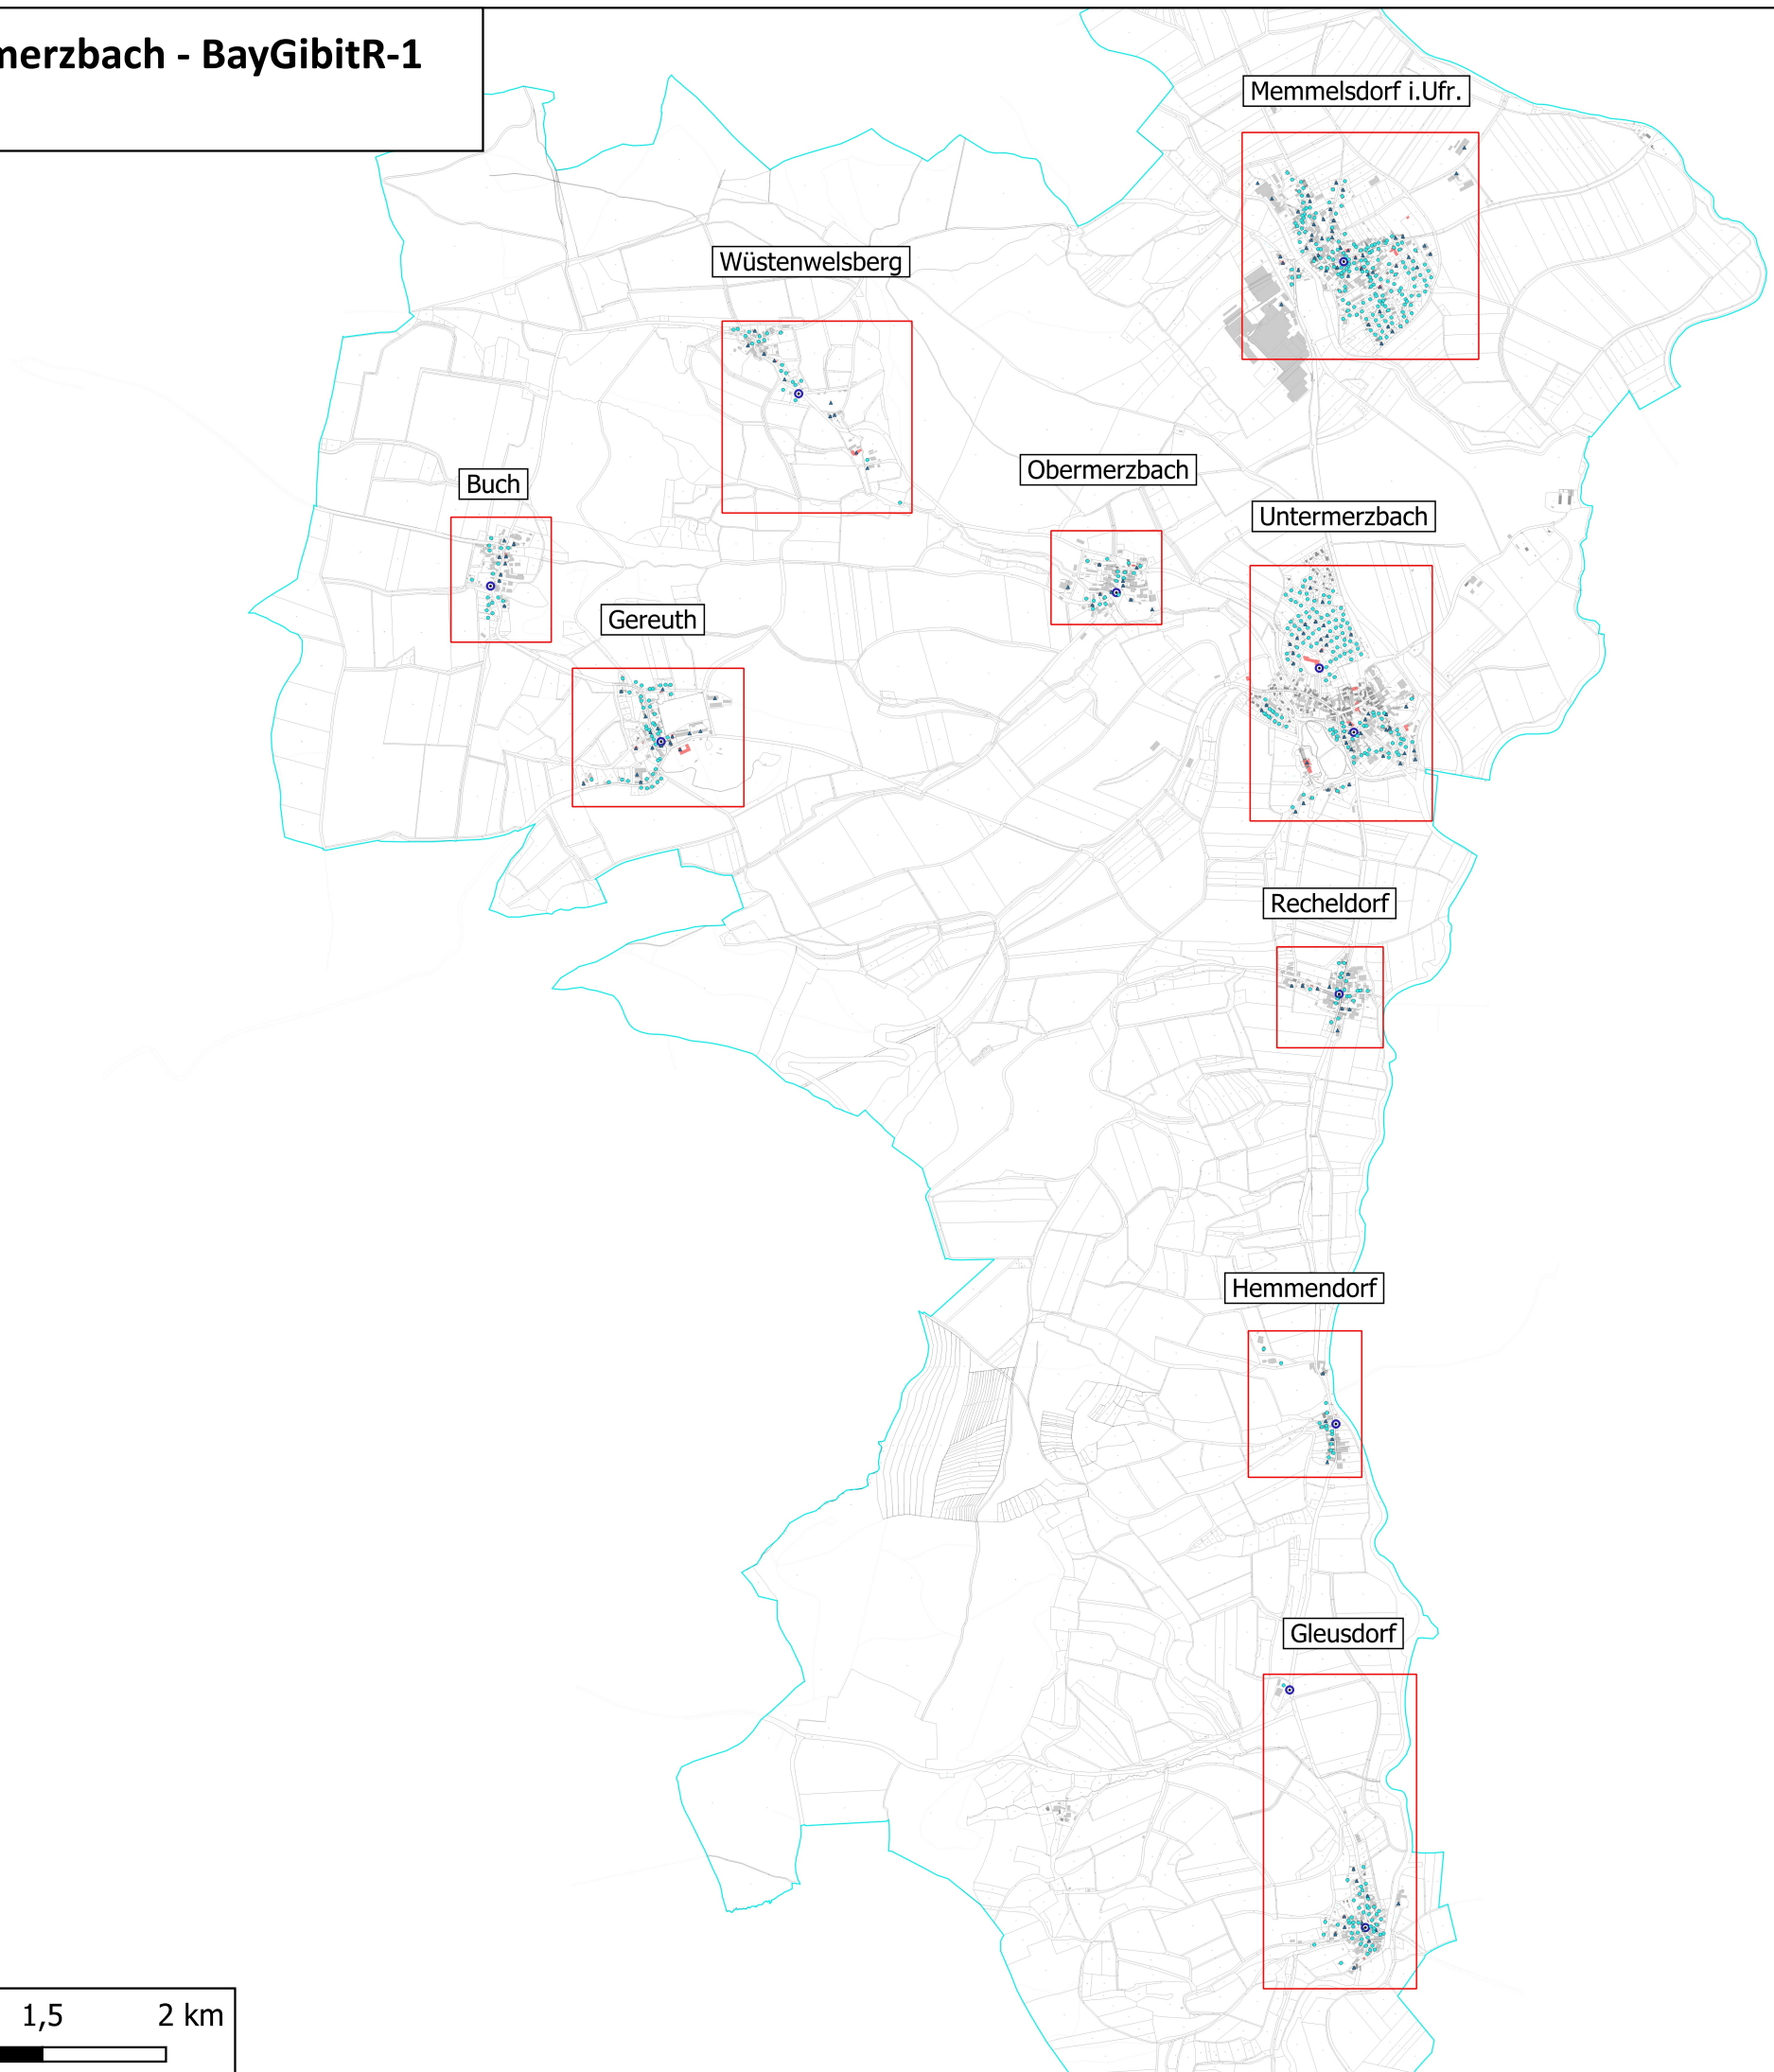 merzbach - BayGibitR-1
Memmelsdorf i.Ufr.
Wüstenwelsberg
Obermerzbach
Buch
Untermerzbach
Gereuth
Recheldorf
Hemmendorf
Gleusdorf
1,5 2 km